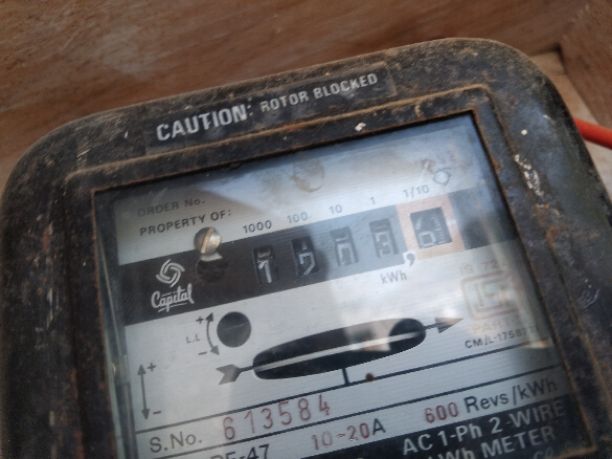 CAUTION: ROTOR BLOCKED
ORDER No.
PROPERTY OF:
1000 100 10 1 1/10
kWh
Capital
L.L
+
-
+
-
S.No. 613584
10-20A 600 Revs/kWh
AC 1-Ph 2-WIRE
METER